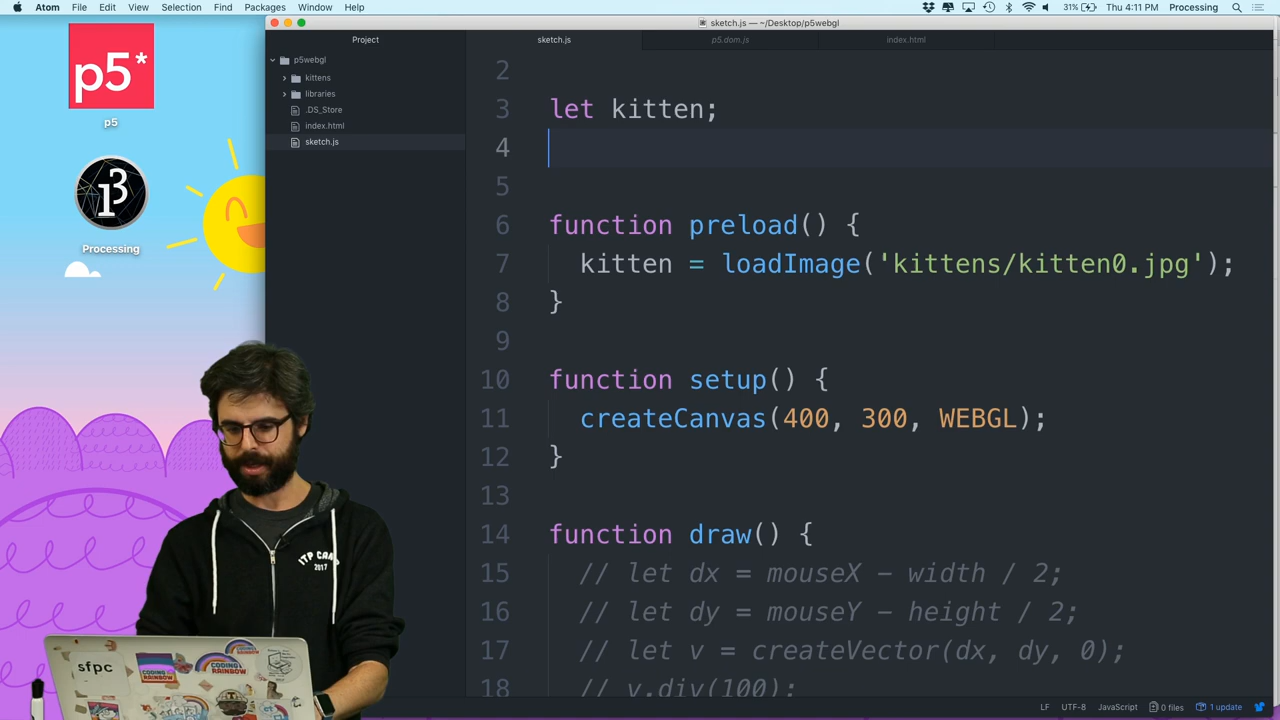 Atom File Edit View Selection Find Packages Window Help 31% Thu 4:11 PM Processing
sketch.js — ~/Desktop/p5webgl
Project
sketch.js
p5.dom.js
index.html
p5*
p5
Processing
p5webgl
kittens
libraries
.DS_Store
index.html
sketch.js
2
3 let kitten;
4
5
6 function preload() {
7 kitten = loadImage('kittens/kitten0.jpg');
8 }
9
10 function setup() {
11 createCanvas(400, 300, WEBGL);
12 }
13
14 function draw() {
15 // let dx = mouseX - width / 2;
16 // let dy = mouseY - height / 2;
17 // let v = createVector(dx, dy, 0);
18 // v.div(100);
ITP CAMP
2017
sfpc
CODING
RAINBOW
CODING RAINBOW
LF UTF-8 JavaScript 0 files 1 update